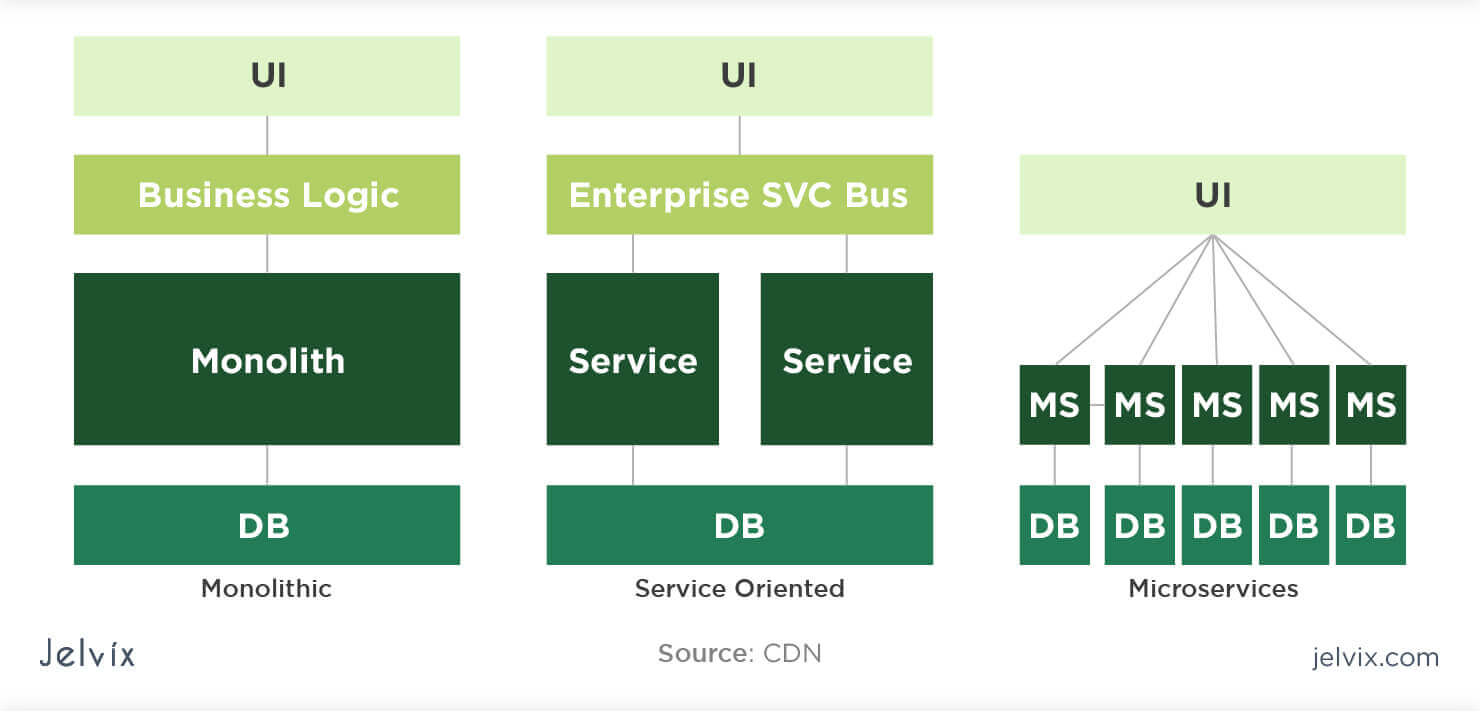 UI
Business Logic
Monolith
DB
Monolithic
UI
Enterprise SVC Bus
Service Service
DB
Service Oriented
UI
MS MS MS MS MS
DB DB DB DB DB
Microservices
Jelvix
Source: CDN
jelvix.com